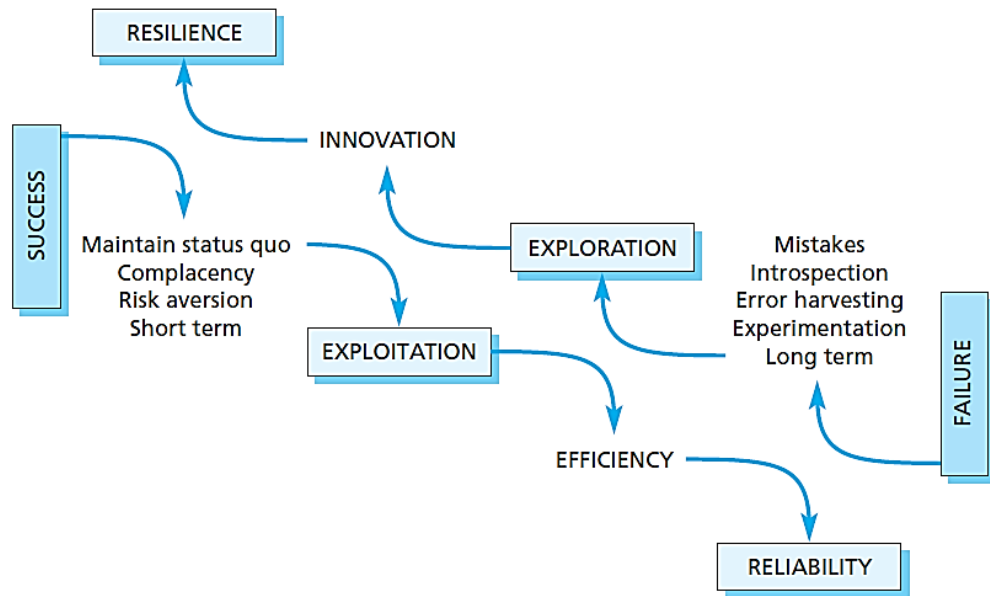 RESILIENCE
INNOVATION
SUCCESS
Maintain status quo
Complacency
Risk aversion
Short term
EXPLORATION
Mistakes
Introspection
Error harvesting
Experimentation
Long term
EXPLOITATION
FAILURE
EFFICIENCY
RELIABILITY